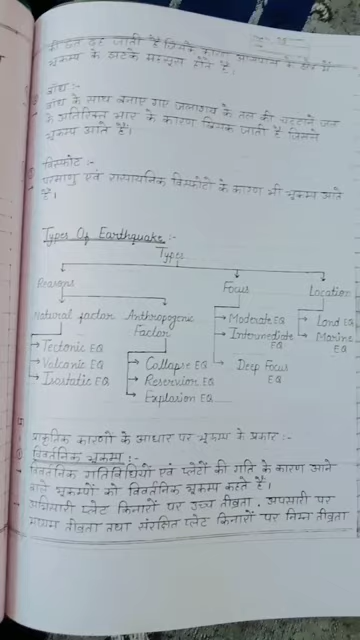 भूकम्प के झटके महसूस होते हैं।
बाँध :-
बाँध के साथ बनाए गए जलाशय के तल की चट्टानें जल
के अतिरिक्त भार के कारण खिसक जाती हैं जिससे
भूकम्प आते हैं।
विस्फोट :-
परमाणु एवं रासायनिक विस्फोटों के कारण भी भूकम्प आते
हैं।
Types Of Earthquake :-
Types
Reasons Focus Location
Natural factor Anthropogenic Factor
Tectonic EQ
Volcanic EQ
Isostatic EQ
Collapse EQ
Reservior EQ
Explosion EQ
Moderate EQ
Intermediate EQ
Deep Focus EQ
Land EQ
Marine EQ
प्राकृतिक कारणों के आधार पर भूकम्प के प्रकार :-
विवर्तनिक भूकम्प :-
विवर्तनिक गतिविधियों एवं प्लेटों की गति के कारण आने
वाले भूकम्पों को विवर्तनिक भूकम्प कहते हैं।
अभिसारी प्लेट किनारों पर उच्च तीव्रता, अपसारी पर
मध्यम तीव्रता तथा संरक्षित प्लेट किनारों पर निम्न तीव्रता